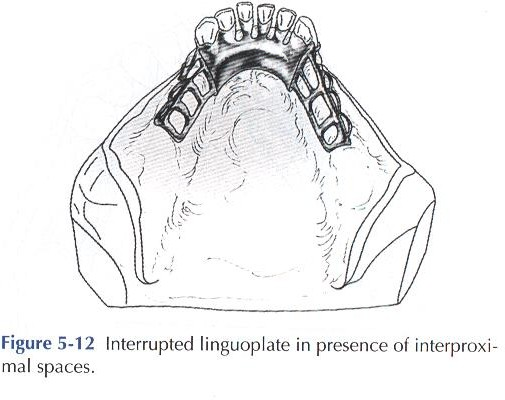 Figure 5-12 Interrupted linguoplate in presence of interproxi-
mal spaces.